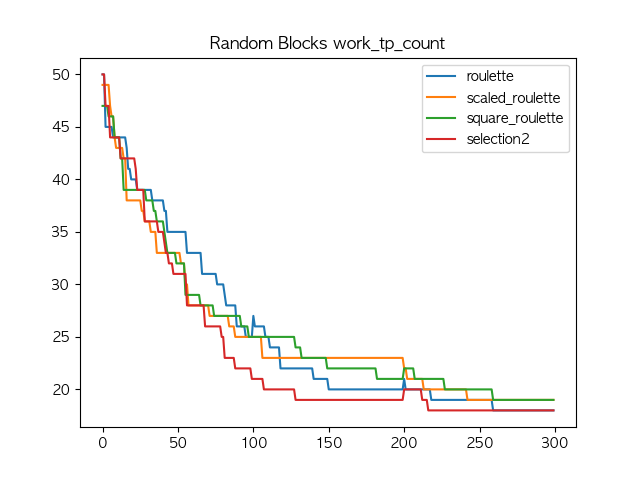 Random Blocks work_tp_count
roulette
scaled_roulette
square_roulette
selection2
50
45
40
35
30
25
20
0 50 100 150 200 250 300